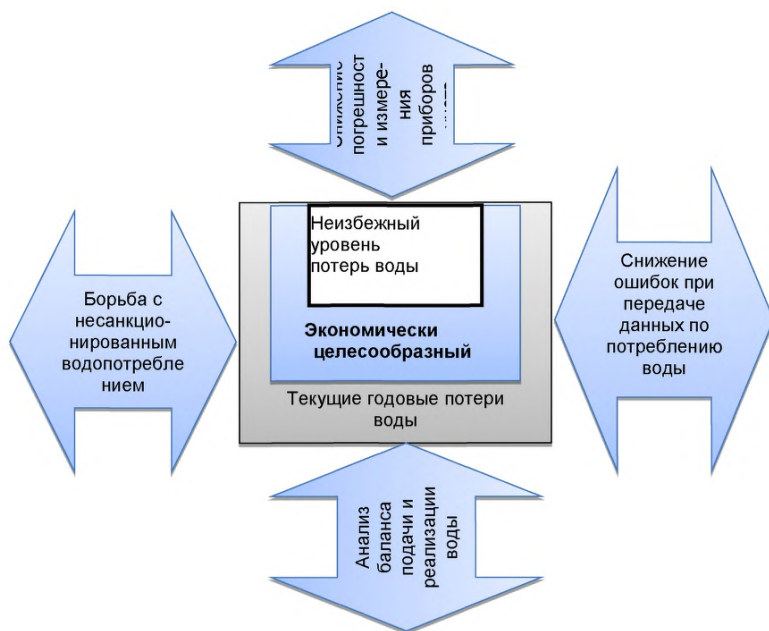 погрешност
и измере-
ния
приборов
Неизбежный
уровень
потерь воды
Экономически
целесообразный
Текущие годовые потери
воды
Борьба с
несанкцио-
нированным
водопотребле
нием
Снижение
ошибок при
передаче
данных по
потреблению
воды
Анализ
баланса
подачи и
реализации
воды